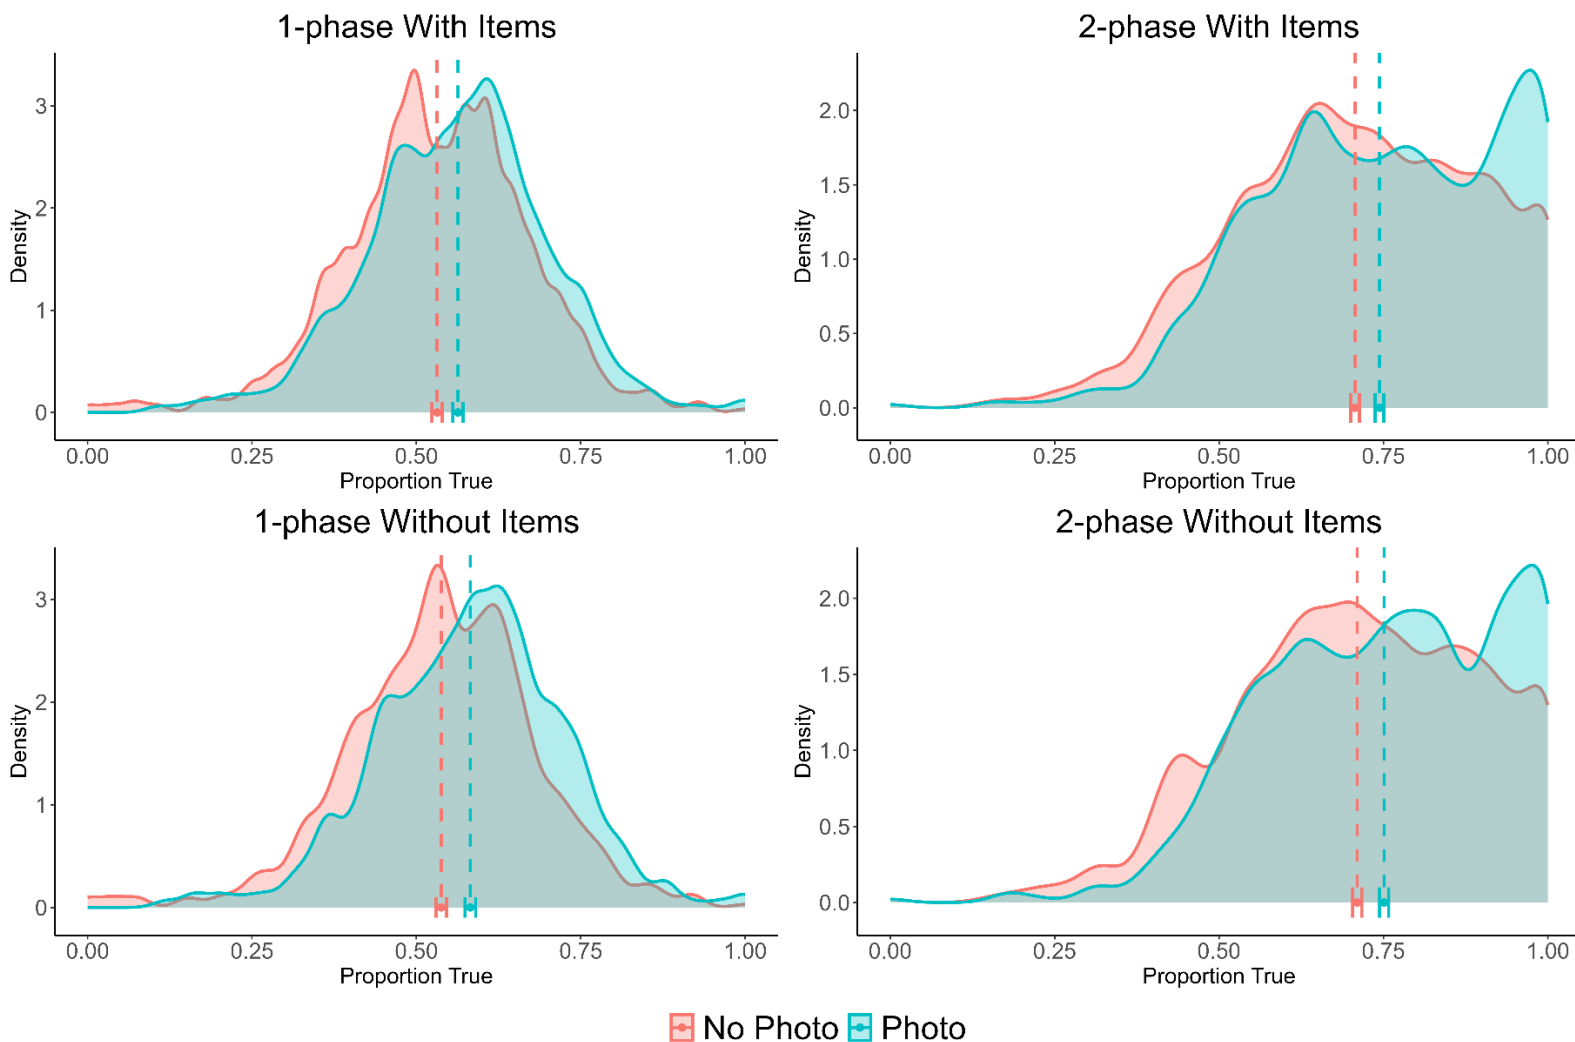 1-phase With Items
Density
3
2
1
0
0.00 0.25 0.50 0.75 1.00
Proportion True
2-phase With Items
Density
2.0
1.5
1.0
0.5
0.0
0.00 0.25 0.50 0.75 1.00
Proportion True
1-phase Without Items
Density
3
2
1
0
0.00 0.25 0.50 0.75 1.00
Proportion True
2-phase Without Items
Density
2.0
1.5
1.0
0.5
0.0
0.00 0.25 0.50 0.75 1.00
Proportion True
No Photo Photo